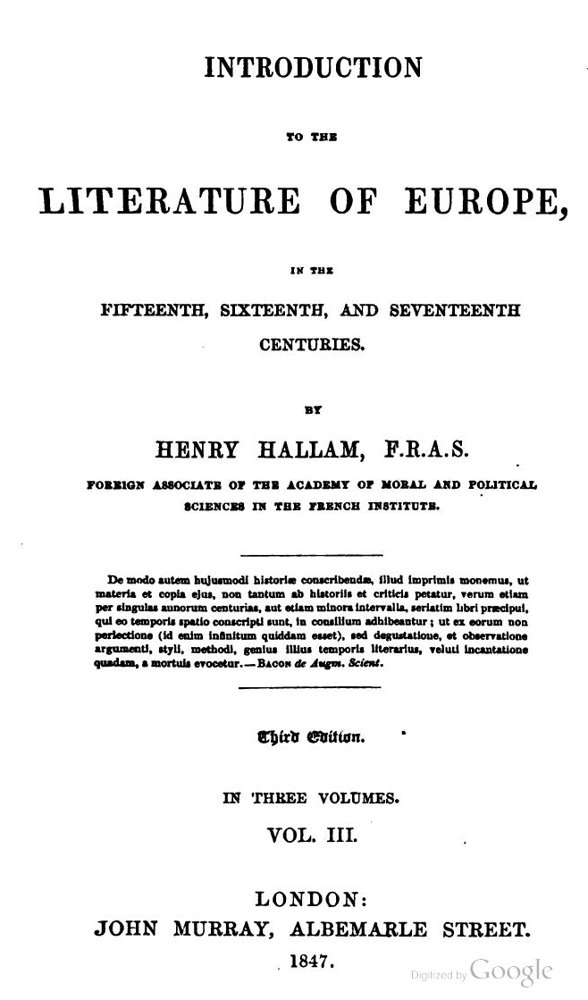 INTRODUCTION
TO THE
LITERATURE OF EUROPE,
IN THE
FIFTEENTH, SIXTEENTH, AND SEVENTEENTH
CENTURIES.
BY
HENRY HALLAM, F.R.A.S.
FOREIGN ASSOCIATE OF THE ACADEMY OF MORAL AND POLITICAL
SCIENCES IN THE FRENCH INSTITUTE.
De modo autem hujusmodi historiæ conscribendæ, illud imprimis monemus, ut
materia et copia ejus, non tantum ab historiis et criticis petatur, verum etiam
per singulas annorum centurias, aut etiam minora intervalla, seriatim libri præcipui,
qui eo temporis spatio conscripti sunt, in consilium adhibeantur; ut ex eorum non
perlectione (id enim infinitum quiddam esset), sed degustatione, et observatione
argumenti, styli, methodi, genius illius temporis literarius, veluti incantatione
quadam, a mortuis evocetur.—BACON de Augm. Scient.
Third Edition.
IN THREE VOLUMES.
VOL. III.
LONDON:
JOHN MURRAY, ALBEMARLE STREET.
1847.
Digitized by Google